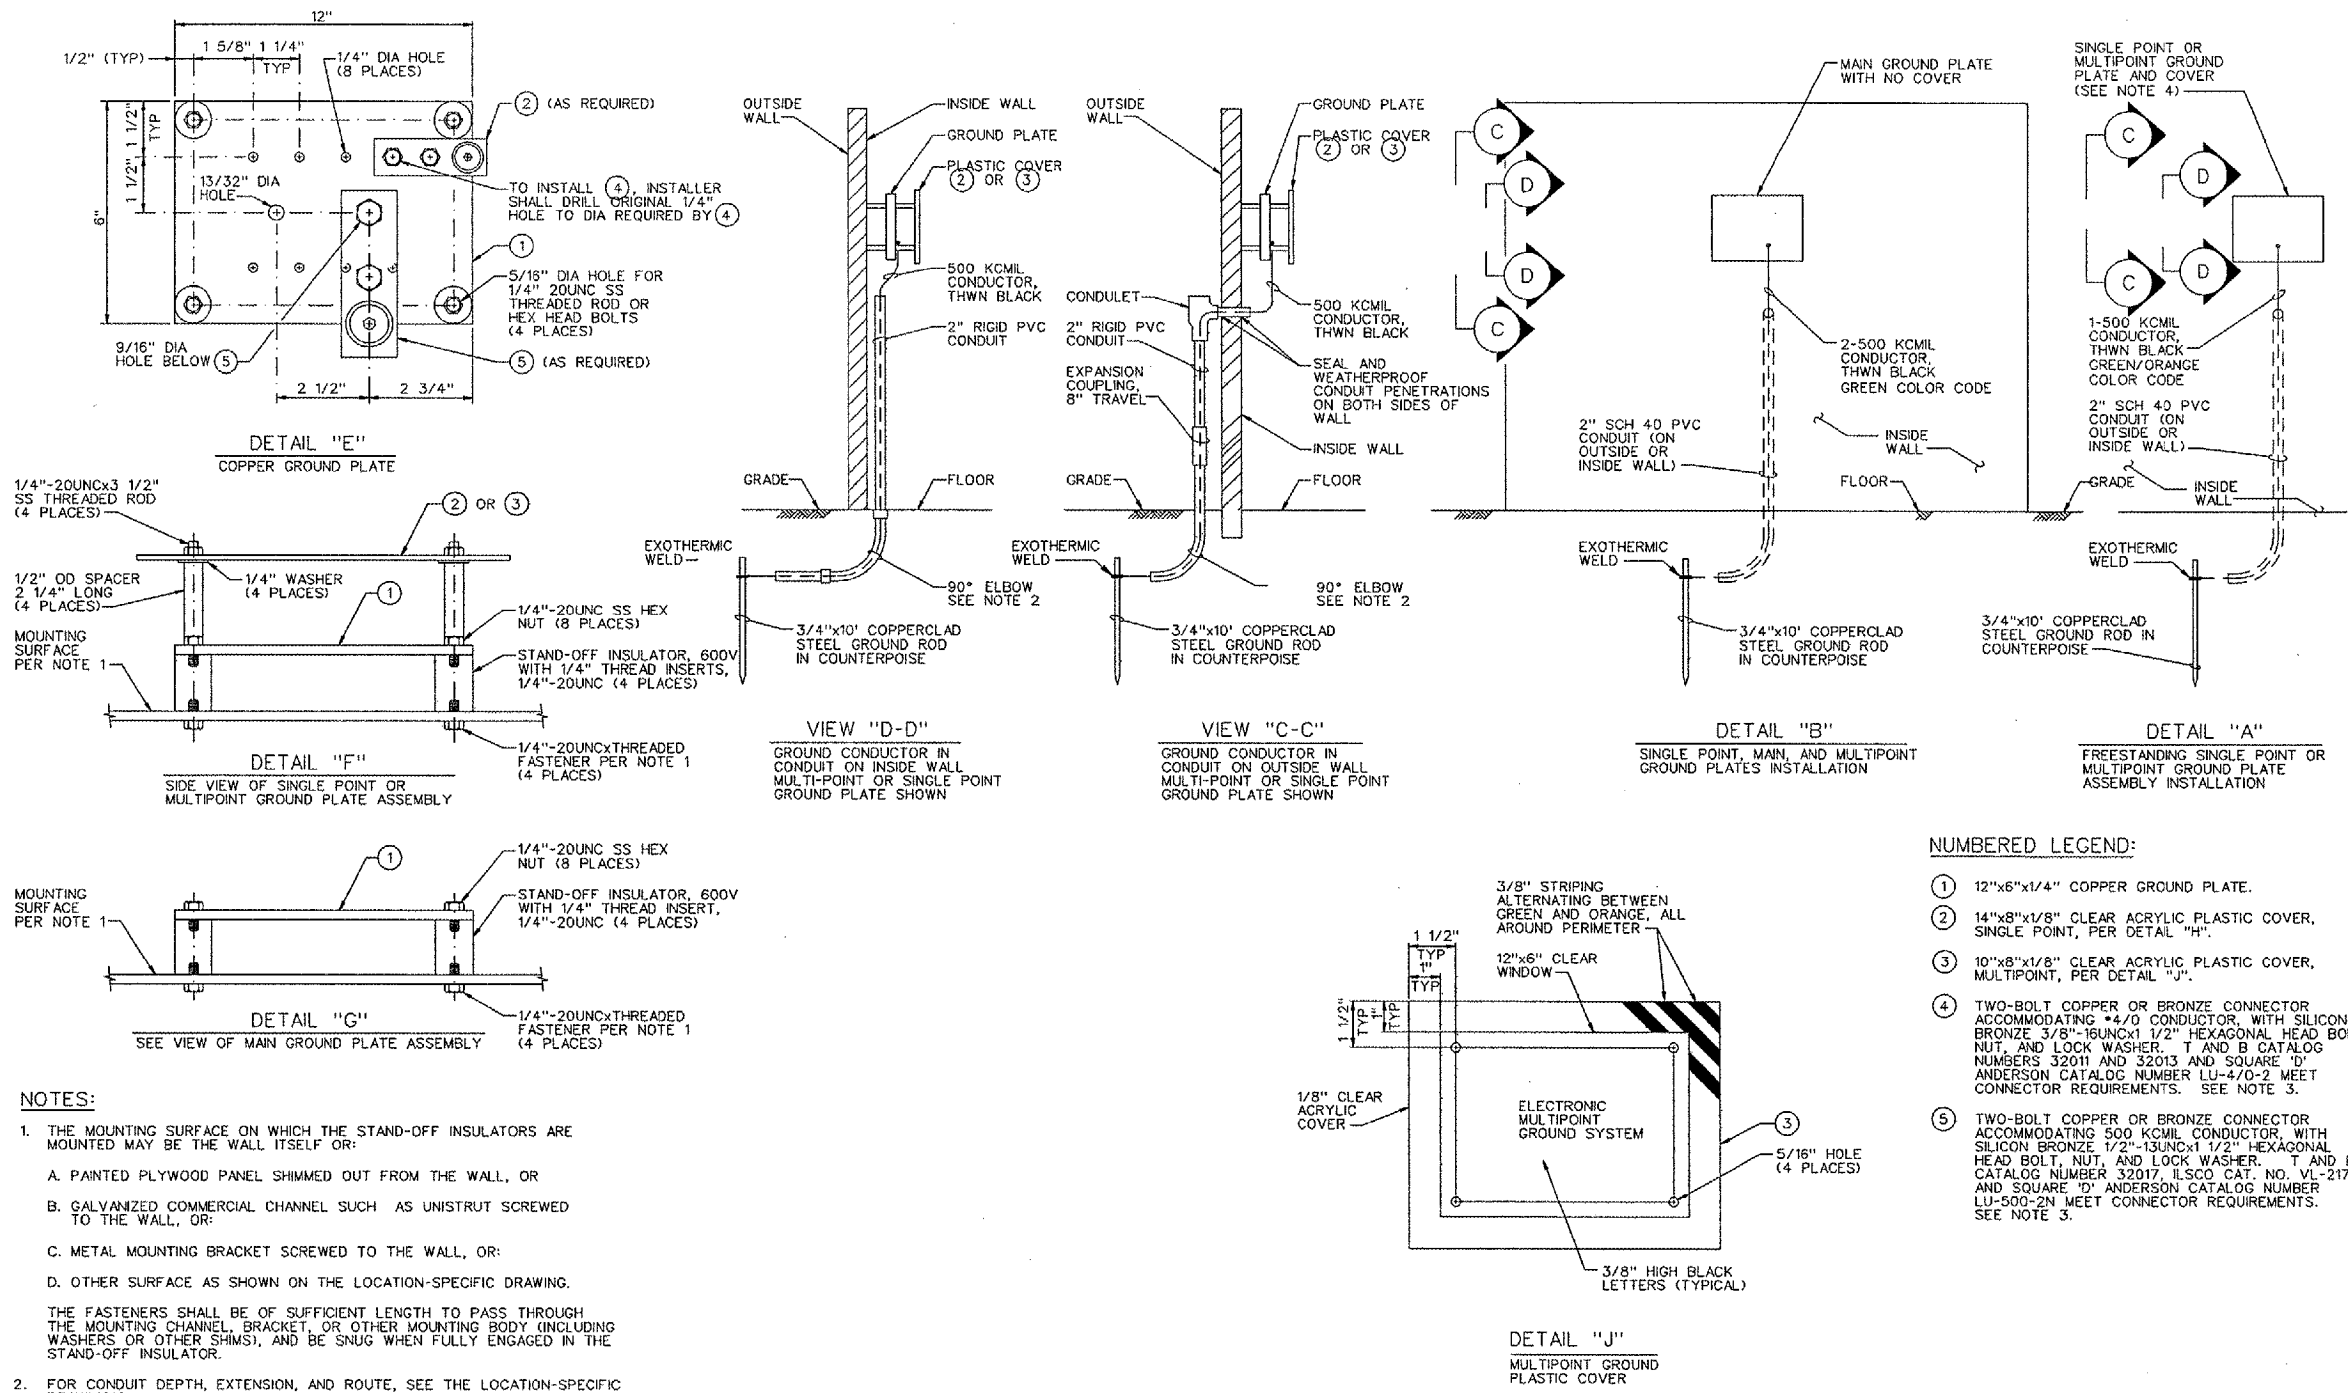 12"
1 5/8" 1 1/4"
TYP
1/2" (TYP)
1/4" DIA HOLE
(8 PLACES)
2 (AS REQUIRED)
1 1/2"
TYP
1 1/2"
6"
13/32" DIA
HOLE
TO INSTALL 4, INSTALLER
SHALL DRILL ORIGINAL 1/4"
HOLE TO DIA REQUIRED BY 4
1
5/16" DIA HOLE FOR
1/4" 20UNC SS
THREADED ROD OR
HEX HEAD BOLTS
(4 PLACES)
9/16" DIA
HOLE BELOW 5
5 (AS REQUIRED)
2 1/2"
2 3/4"
DETAIL "E"
COPPER GROUND PLATE
1/4"-20UNCx3 1/2"
SS THREADED ROD
(4 PLACES)
2 OR 3
1/2" OD SPACER
2 1/4" LONG
(4 PLACES)
1/4" WASHER
(4 PLACES)
1
1/4"-20UNC SS HEX
NUT (8 PLACES)
MOUNTING
SURFACE
PER NOTE 1
STAND-OFF INSULATOR, 600V
WITH 1/4" THREAD INSERTS,
1/4"-20UNC (4 PLACES)
1/4"-20UNCxTHREADED
FASTENER PER NOTE 1
(4 PLACES)
DETAIL "F"
SIDE VIEW OF SINGLE POINT OR
MULTIPOINT GROUND PLATE ASSEMBLY
1
1/4"-20UNC SS HEX
NUT (8 PLACES)
MOUNTING
SURFACE
PER NOTE 1
STAND-OFF INSULATOR, 600V
WITH 1/4" THREAD INSERT,
1/4"-20UNC (4 PLACES)
1/4"-20UNCxTHREADED
FASTENER PER NOTE 1
(4 PLACES)
DETAIL "G"
SEE VIEW OF MAIN GROUND PLATE ASSEMBLY
NOTES:
1. THE MOUNTING SURFACE ON WHICH THE STAND-OFF INSULATORS ARE
MOUNTED MAY BE THE WALL ITSELF OR:
A. PAINTED PLYWOOD PANEL SHIMMED OUT FROM THE WALL, OR
B. GALVANIZED COMMERCIAL CHANNEL SUCH AS UNISTRUT SCREWED
TO THE WALL, OR:
C. METAL MOUNTING BRACKET SCREWED TO THE WALL, OR:
D. OTHER SURFACE AS SHOWN ON THE LOCATION-SPECIFIC DRAWING.
THE FASTENERS SHALL BE OF SUFFICIENT LENGTH TO PASS THROUGH
THE MOUNTING CHANNEL, BRACKET, OR OTHER MOUNTING BODY (INCLUDING
WASHERS OR OTHER SHIMS), AND BE SNUG WHEN FULLY ENGAGED IN THE
STAND-OFF INSULATOR.
2. FOR CONDUIT DEPTH, EXTENSION, AND ROUTE, SEE THE LOCATION-SPECIFIC
OUTSIDE
WALL
INSIDE WALL
GROUND PLATE
PLASTIC COVER
2 OR 3
500 KCMIL
CONDUCTOR,
THWN BLACK
2" RIGID PVC
CONDUIT
GRADE
FLOOR
EXOTHERMIC
WELD
90° ELBOW
SEE NOTE 2
3/4"x10' COPPERCLAD
STEEL GROUND ROD
IN COUNTERPOISE
VIEW "D-D"
GROUND CONDUCTOR IN
CONDUIT ON INSIDE WALL
MULTI-POINT OR SINGLE POINT
GROUND PLATE SHOWN
OUTSIDE
WALL
GROUND PLATE
PLASTIC COVER
2 OR 3
CONDULET
2" RIGID PVC
CONDUIT
EXPANSION
COUPLING,
8" TRAVEL
500 KCMIL
CONDUCTOR,
THWN BLACK
SEAL AND
WEATHERPROOF
CONDUIT PENETRATIONS
ON BOTH SIDES OF
WALL
INSIDE WALL
GRADE
FLOOR
EXOTHERMIC
WELD
90° ELBOW
SEE NOTE 2
3/4"x10' COPPERCLAD
STEEL GROUND ROD
IN COUNTERPOISE
VIEW "C-C"
GROUND CONDUCTOR IN
CONDUIT ON OUTSIDE WALL
MULTI-POINT OR SINGLE POINT
GROUND PLATE SHOWN
C
D
D
C
MAIN GROUND PLATE
WITH NO COVER
2-500 KCMIL
CONDUCTOR,
THWN BLACK
GREEN COLOR CODE
2" SCH 40 PVC
CONDUIT (ON
OUTSIDE OR
INSIDE WALL)
INSIDE
WALL
FLOOR
GRADE
EXOTHERMIC
WELD
3/4"x10' COPPERCLAD
STEEL GROUND ROD
IN COUNTERPOISE
DETAIL "B"
SINGLE POINT, MAIN, AND MULTIPOINT
GROUND PLATES INSTALLATION
SINGLE POINT OR
MULTIPOINT GROUND
PLATE AND COVER
(SEE NOTE 4)
C
D
D
C
1-500 KCMIL
CONDUCTOR,
THWN BLACK
GREEN/ORANGE
COLOR CODE
2" SCH 40 PVC
CONDUIT (ON
OUTSIDE OR
INSIDE WALL)
INSIDE
WALL
EXOTHERMIC
WELD
3/4"x10' COPPERCLAD
STEEL GROUND ROD IN
COUNTERPOISE
DETAIL "A"
FREESTANDING SINGLE POINT OR
MULTIPOINT GROUND PLATE
ASSEMBLY INSTALLATION
3/8" STRIPING
ALTERNATING BETWEEN
GREEN AND ORANGE, ALL
AROUND PERIMETER
1 1/2"
TYP
1"
TYP
12"x6" CLEAR
WINDOW
1 1/2"
TYP
1"
TYP
1/8" CLEAR
ACRYLIC
COVER
ELECTRONIC
MULTIPOINT
GROUND SYSTEM
3
5/16" HOLE
(4 PLACES)
3/8" HIGH BLACK
LETTERS (TYPICAL)
DETAIL "J"
MULTIPOINT GROUND
PLASTIC COVER
NUMBERED LEGEND:
1 12"x6"x1/4" COPPER GROUND PLATE.
2 14"x8"x1/8" CLEAR ACRYLIC PLASTIC COVER,
SINGLE POINT, PER DETAIL "H".
3 10"x8"x1/8" CLEAR ACRYLIC PLASTIC COVER,
MULTIPOINT, PER DETAIL "J".
4 TWO-BOLT COPPER OR BRONZE CONNECTOR
ACCOMMODATING *4/0 CONDUCTOR, WITH SILICON
BRONZE 3/8"-16UNCx1 1/2" HEXAGONAL HEAD
NUT, AND LOCK WASHER. T AND B CATALOG
NUMBERS 32011 AND 32013 AND SQUARE 'D'
ANDERSON CATALOG NUMBER LU-4/0-2 MEET
CONNECTOR REQUIREMENTS. SEE NOTE 3.
5 TWO-BOLT COPPER OR BRONZE CONNECTOR
ACCOMMODATING 500 KCMIL CONDUCTOR, WITH
SILICON BRONZE 1/2"-13UNCx1 1/2" HEXAGONAL
HEAD BOLT, NUT, AND LOCK WASHER. T AND
CATALOG NUMBER 32017, ILSCO CAT. NO. VL-217
AND SQUARE 'D' ANDERSON CATALOG NUMBER
LU-500-2N MEET CONNECTOR REQUIREMENTS.
SEE NOTE 3.